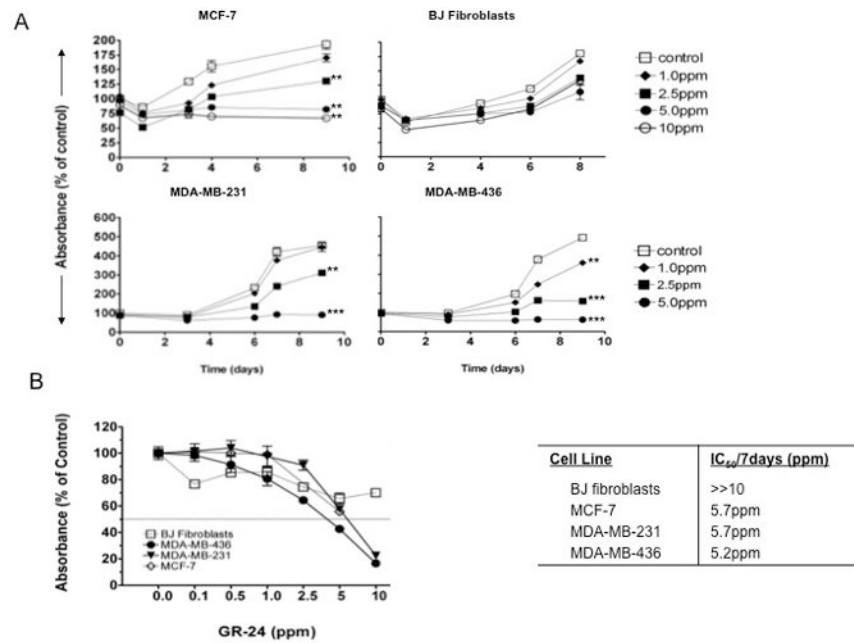 A
MCF-7
BJ Fibroblasts
Absorbance (% of control)
200
175
150
125
100
75
50
25
0
0 2 4 6 8 10
**
**
**
0 2 4 6 8
control
1.0ppm
2.5ppm
5.0ppm
10ppm
MDA-MB-231
MDA-MB-436
600
500
400
300
200
100
0
0 2 4 6 8 10
**
***
0 2 4 6 8 10
**
***
***
control
1.0ppm
2.5ppm
5.0ppm
Time (days)
Time (days)
B
Absorbance (% of Control)
120
100
80
60
40
20
0
BJ Fibroblasts
MDA-MB-436
MDA-MB-231
MCF-7
0.0 0.1 0.5 1.0 2.5 5 10
GR-24 (ppm)
Cell Line IC50/7days (ppm)
BJ fibroblasts >>10
MCF-7 5.7ppm
MDA-MB-231 5.7ppm
MDA-MB-436 5.2ppm